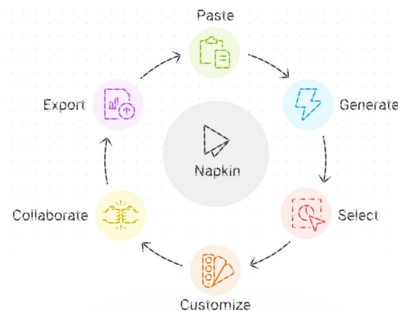 Paste
Generate
Select
Customize
Collaborate
Export
Napkin